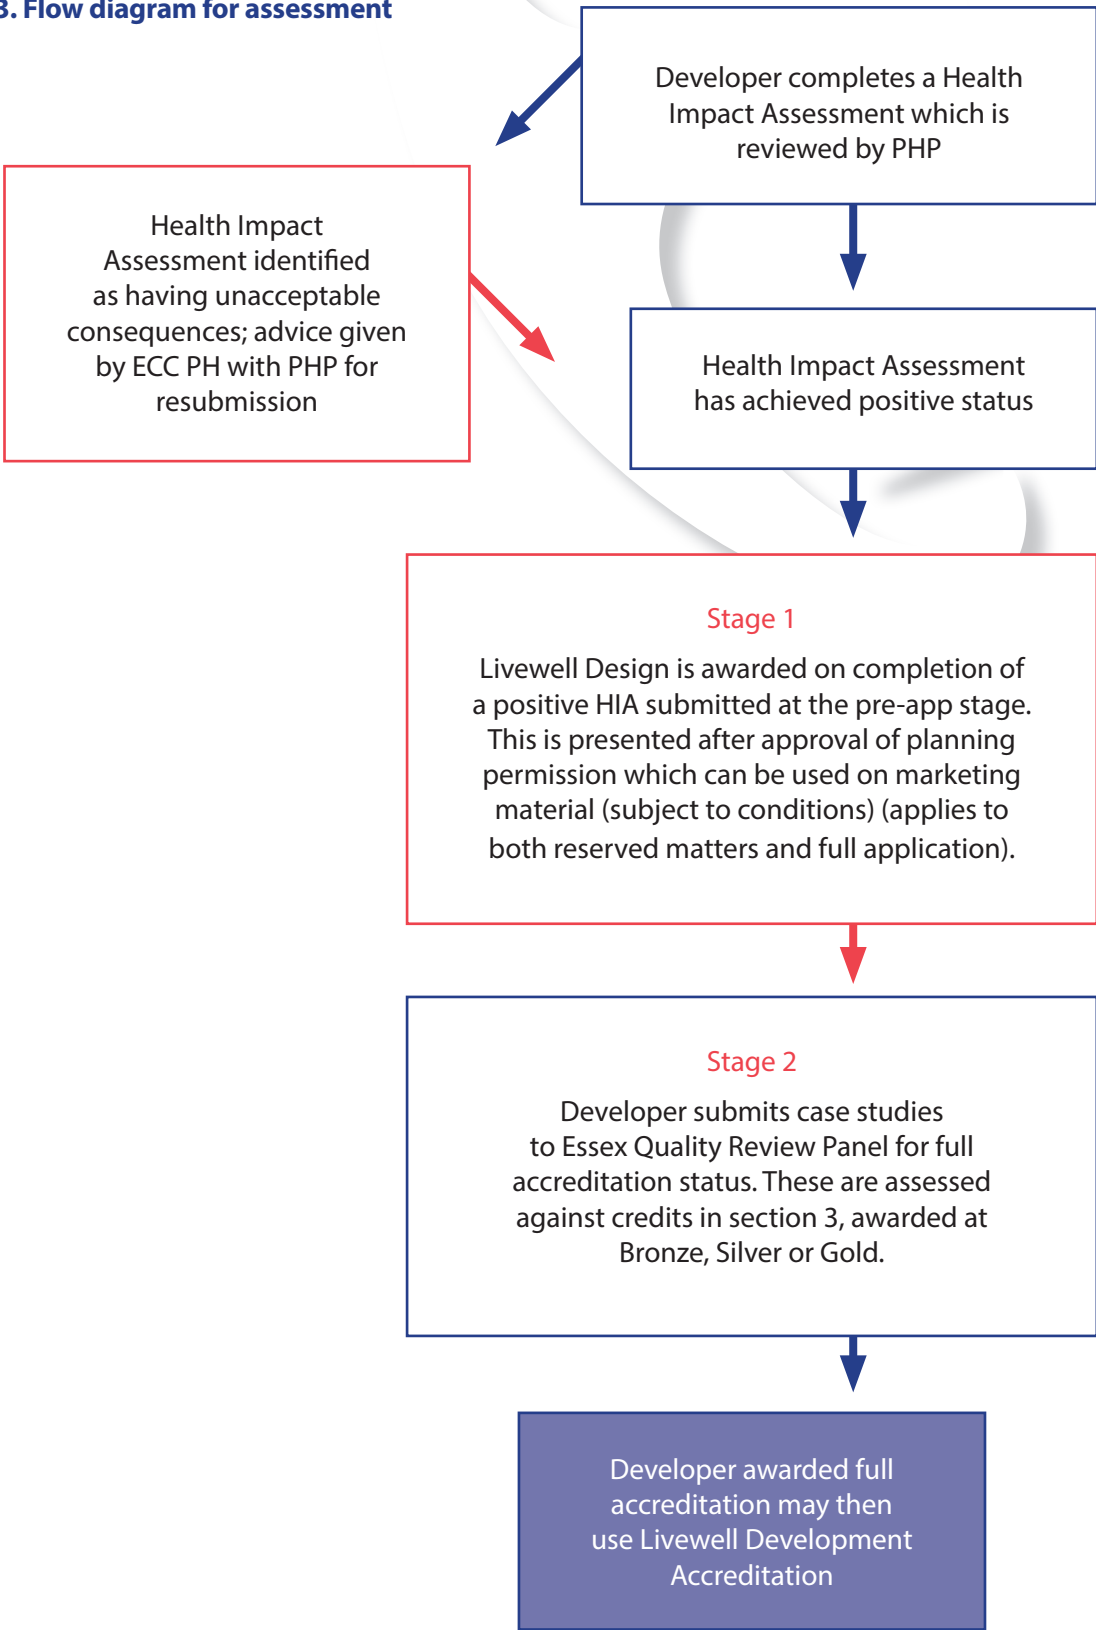 3. Flow diagram for assessment
Developer completes a Health
Impact Assessment which is
reviewed by PHP
Health Impact
Assessment identified
as having unacceptable
consequences; advice given
by ECC PH with PHP for
resubmission
Health Impact Assessment
has achieved positive status
Stage 1
Livewell Design is awarded on completion of
a positive HIA submitted at the pre-app stage.
This is presented after approval of planning
permission which can be used on marketing
material (subject to conditions) (applies to
both reserved matters and full application).
Stage 2
Developer submits case studies
to Essex Quality Review Panel for full
accreditation status. These are assessed
against credits in section 3, awarded at
Bronze, Silver or Gold.
Developer awarded full
accreditation may then
use Livewell Development
Accreditation